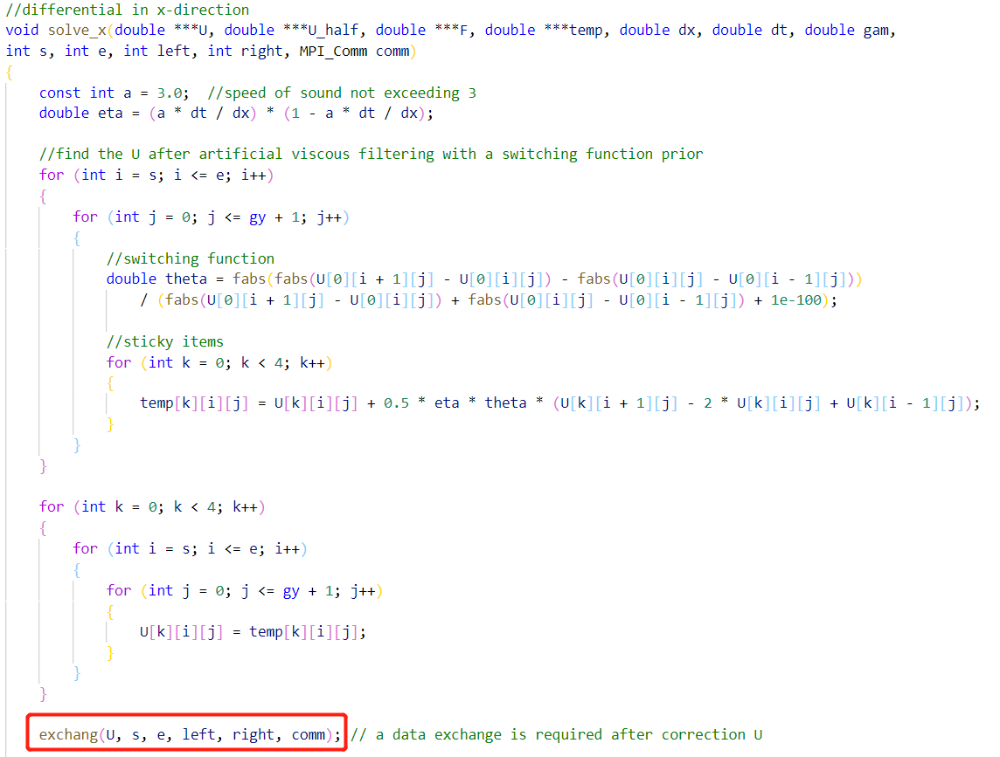 //differential in x-direction
void solve_x(double ***U, double ***U_half, double ***F, double ***temp, double dx, double dt, double gam,
int s, int e, int left, int right, MPI_Comm comm)
{
    const int a = 3.0;  //speed of sound not exceeding 3
    double eta = (a * dt / dx) * (1 - a * dt / dx);
    //find the U after artificial viscous filtering with a switching function prior
    for (int i = s; i <= e; i++)
    {
        for (int j = 0; j <= gy + 1; j++)
        {
            //switching function
            double theta = fabs(fabs(U[0][i + 1][j] - U[0][i][j]) - fabs(U[0][i][j] - U[0][i - 1][j]))
                / (fabs(U[0][i + 1][j] - U[0][i][j]) + fabs(U[0][i][j] - U[0][i - 1][j]) + 1e-100);
            //sticky items
            for (int k = 0; k < 4; k++)
            {
                temp[k][i][j] = U[k][i][j] + 0.5 * eta * theta * (U[k][i + 1][j] - 2 * U[k][i][j] + U[k][i - 1][j]);
            }
        }
    }
    for (int k = 0; k < 4; k++)
    {
        for (int i = s; i <= e; i++)
        {
            for (int j = 0; j <= gy + 1; j++)
            {
                U[k][i][j] = temp[k][i][j];
            }
        }
    }
    exchang(U, s, e, left, right, comm); // a data exchange is required after correction U